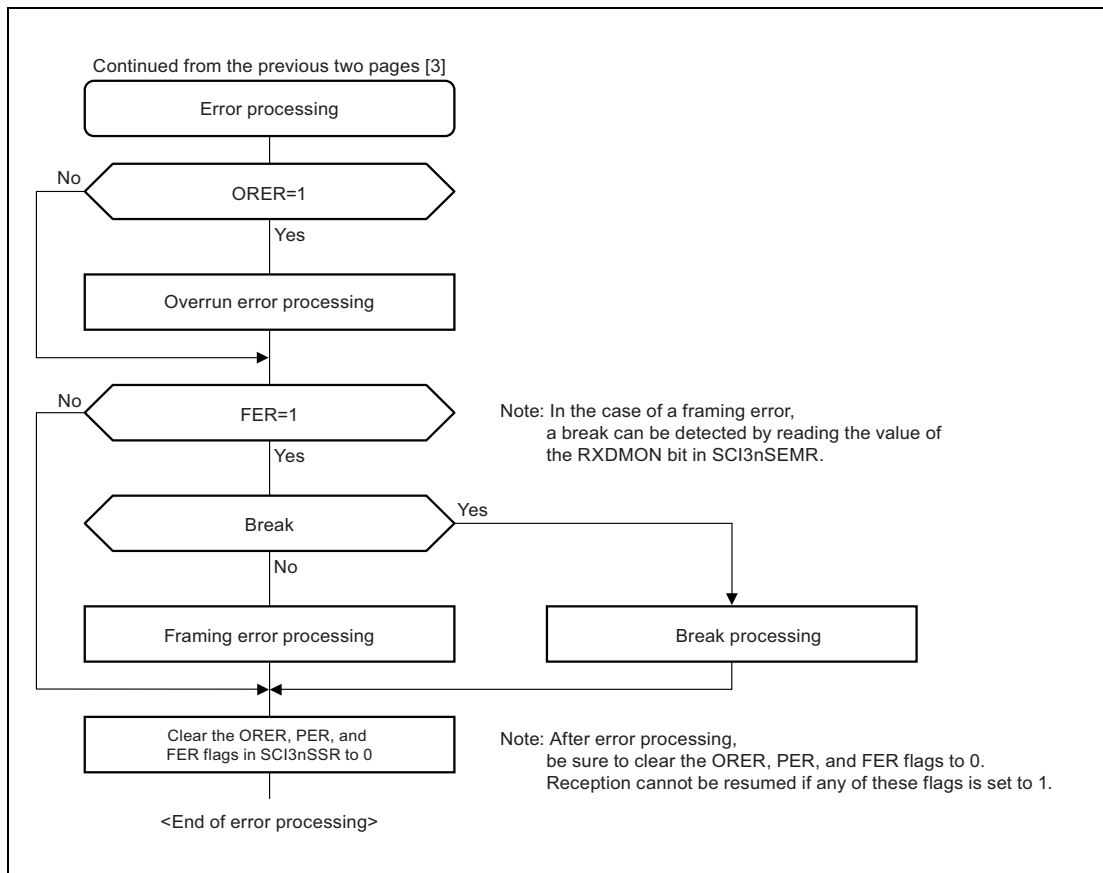 Continued from the previous two pages [3]
Error processing
No
ORER=1
Yes
Overrun error processing
No
FER=1
Note: In the case of a framing error,
a break can be detected by reading the value of
the RXDMON bit in SCI3nSEMR.
Yes
Break
Yes
No
Framing error processing
Break processing
Clear the ORER, PER, and
FER flags in SCI3nSSR to 0
Note: After error processing,
be sure to clear the ORER, PER, and FER flags to 0.
Reception cannot be resumed if any of these flags is set to 1.
<End of error processing>